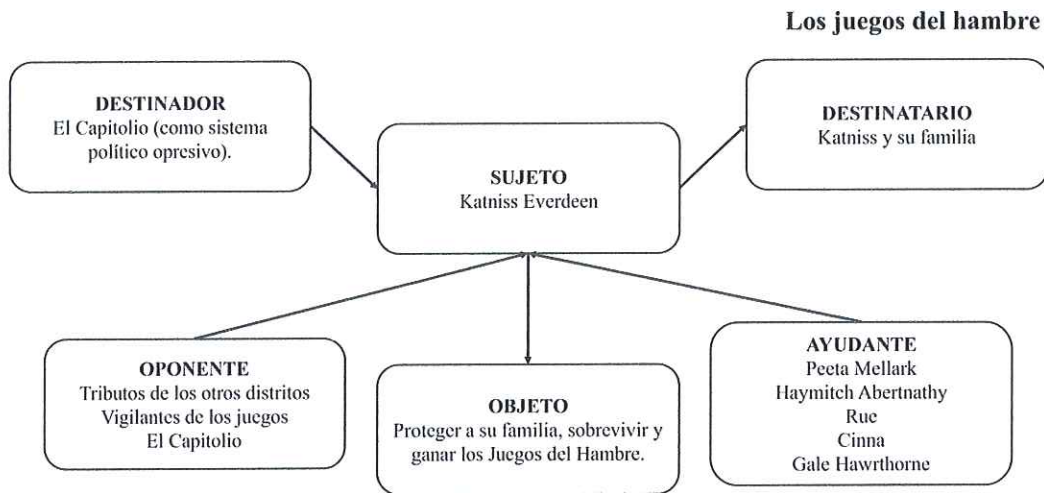 Los juegos del hambre
DESTINADOR
El Capitolio (como sistema
político opresivo).
DESTINATARIO
Katniss y su familia
SUJETO
Katniss Everdeen
OPONENTE
Tributos de los otros distritos
Vigilantes de los juegos
El Capitolio
OBJETO
Proteger a su familia, sobrevivir y
ganar los Juegos del Hambre.
AYUDANTE
Peeta Mellark
Haymitch Abertnathy
Rue
Cinna
Gale Hawrthorne